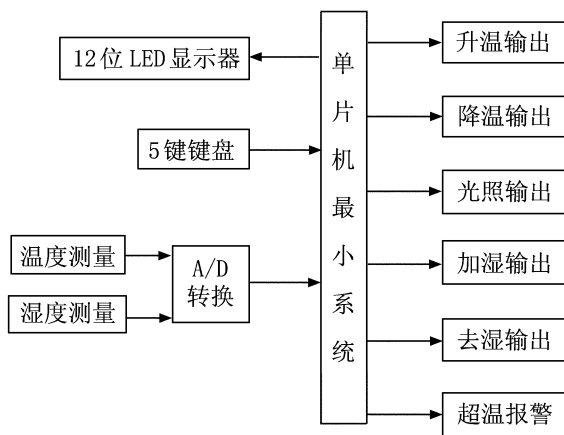 12位LED显示器
5键键盘
温度测量
湿度测量
A/D
转换
单片机最小系统
升温输出
降温输出
光照输出
加湿输出
去湿输出
超温报警